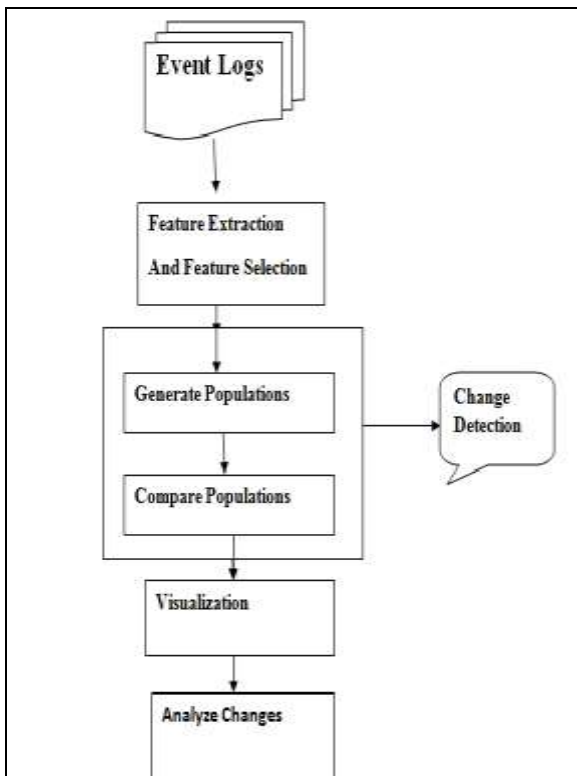 Event Logs
Feature Extraction
And Feature Selection
Generate Populations
Change
Detection
Compare Populations
Visualization
Analyze Changes